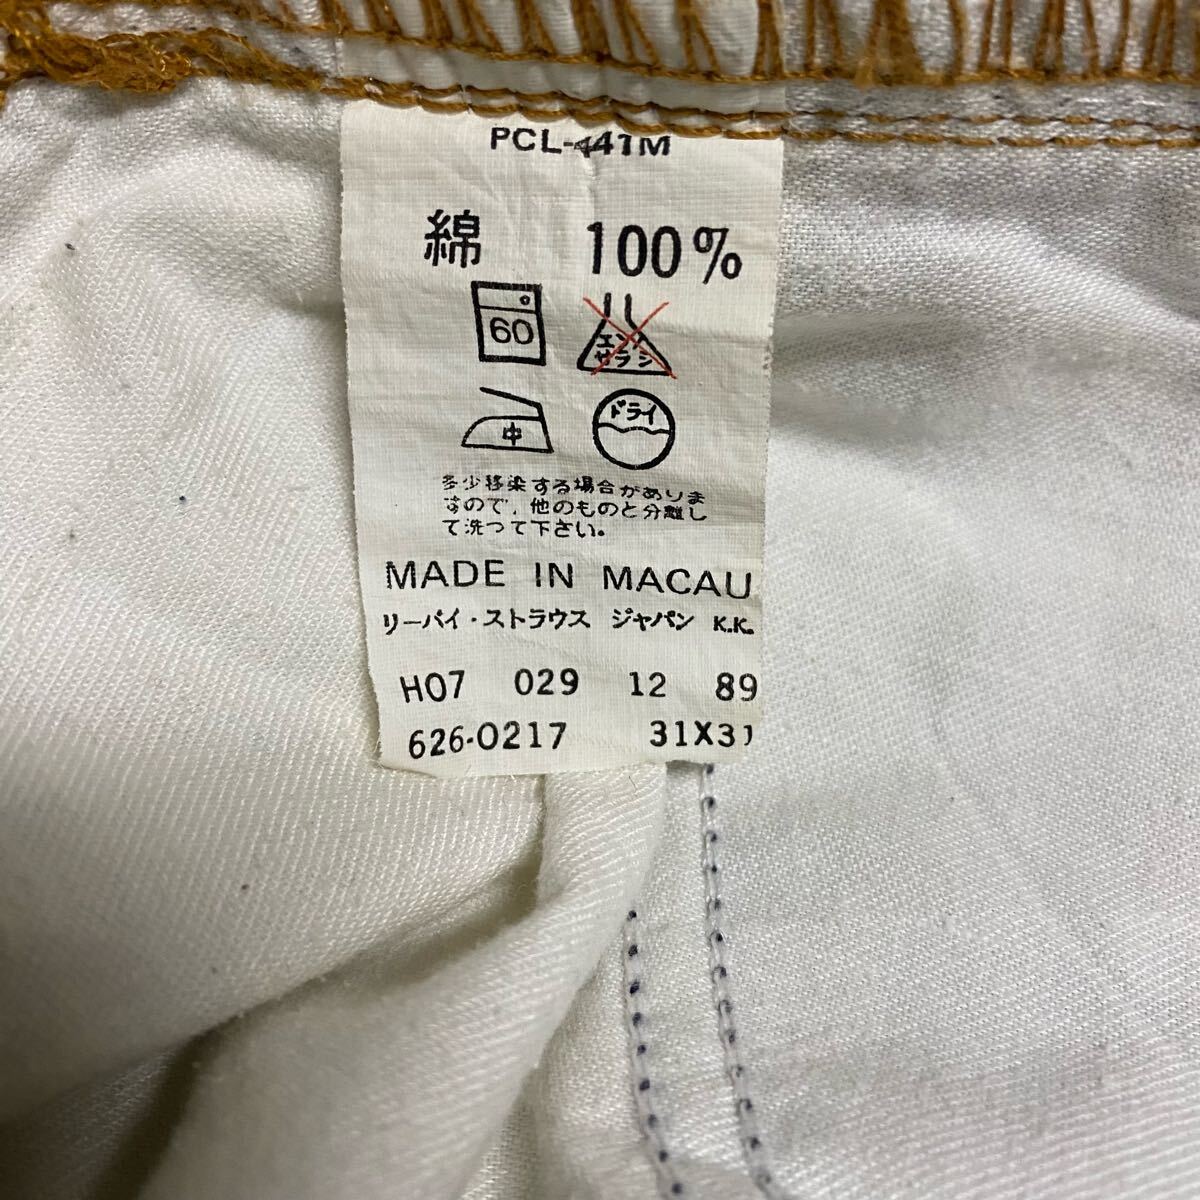 PCL-441M
綿 100%
60
エンソ
サラシ
中
ドライ
多少移染する場合がありま
すので、他のものと分離し
て洗つて下さい。
MADE IN MACAU
リーバイ・ストラウス ジャパン K.K.
H07 029 12 89
626-0217 31X31